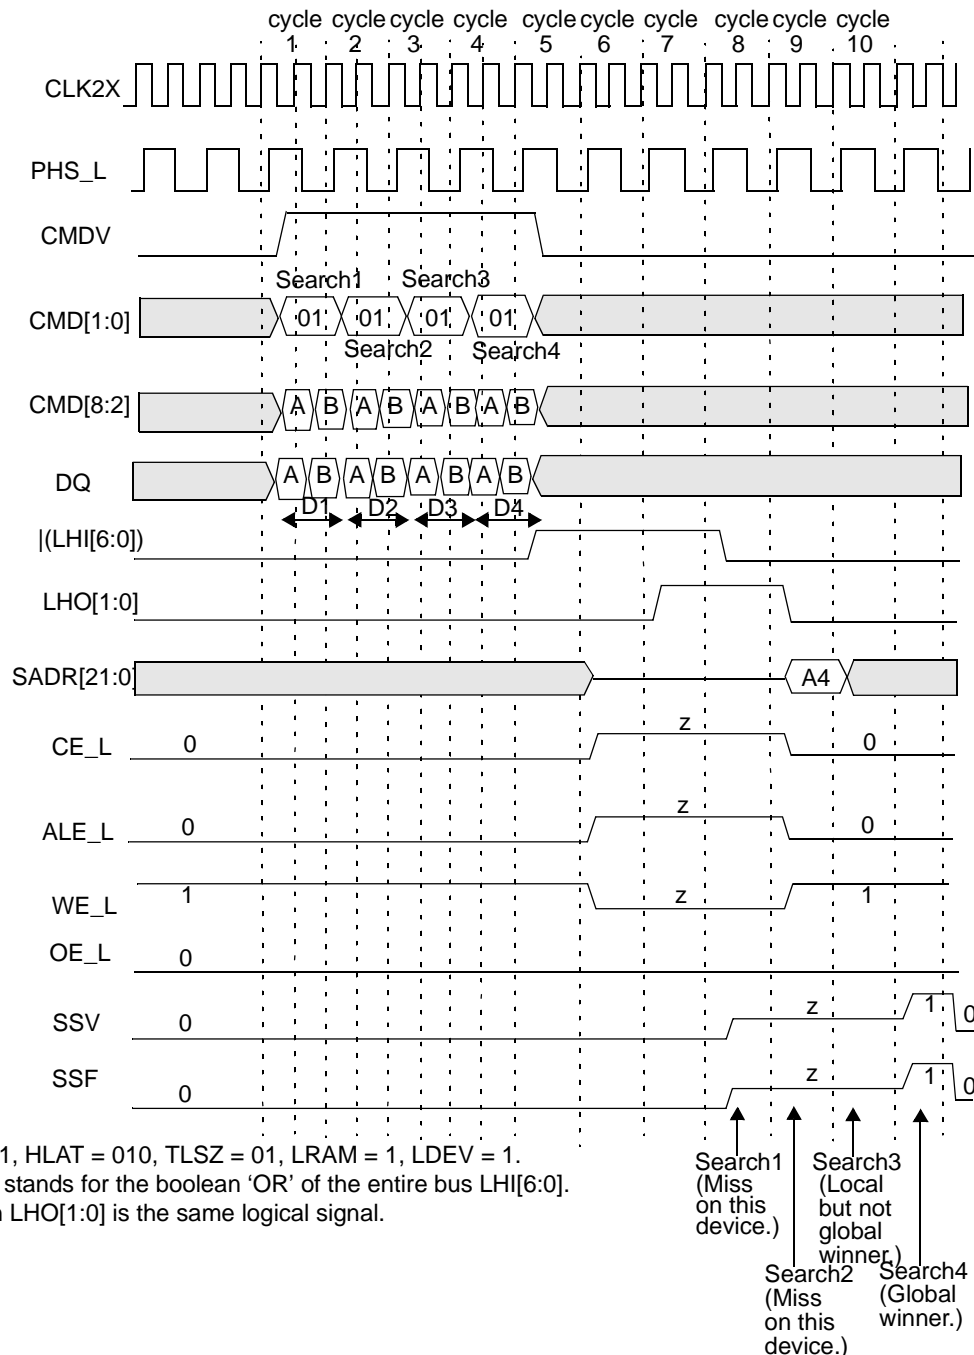 cycle cycle cycle cycle cycle cycle cycle cycle cycle cycle
1 2 3 4 5 6 7 8 9 10
CLK2X
PHS_L
CMDV
Search1 Search3
CMD[1:0] 01 01 01 01
Search2 Search4
CMD[8:2] A B A B A B A B
DQ A B A B A B A B
D1 D2 D3 D4
|(LHI[6:0])
LHO[1:0]
SADR[21:0] A4
z
CE_L 0 0
z
ALE_L 0 0
WE_L 1 z 1
OE_L 0
SSV 0 z 1 0
SSF 0 z 1 0
1, HLAT = 010, TLSZ = 01, LRAM = 1, LDEV = 1.
stands for the boolean ‘OR’ of the entire bus LHI[6:0].
LHO[1:0] is the same logical signal.
Search1
(Miss
on this
device.)
Search3
(Local
but not
global
winner.)
Search2
(Miss
on this
device.)
Search4
(Global
winner.)